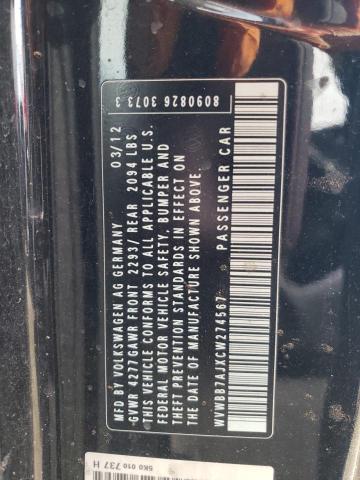 8090826 3073 3
MFD BY VOLKSWAGEN AG GERMANY 03/12
GVWR 4277 GAWR FRONT 2293/ REAR 2094 LBS
THIS VEHICLE CONFORMS TO ALL APPLICABLE U.S.
FEDERAL MOTOR VEHICLE SAFETY, BUMPER AND
THEFT PREVENTION STANDARDS IN EFFECT ON
THE DATE OF MANUFACTURE SHOWN ABOVE.
WVWBB7AJXCW274567 PASSENGER CAR
5K0 010 737 H